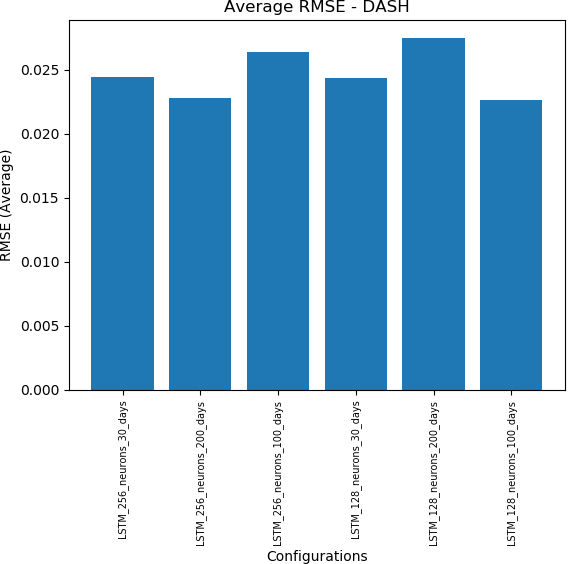 Average RMSE - DASH
RMSE (Average)
0.025
0.020
0.015
0.010
0.005
0.000
LSTM_256_neurons_30_days
LSTM_256_neurons_200_days
LSTM_256_neurons_100_days
LSTM_128_neurons_30_days
LSTM_128_neurons_200_days
LSTM_128_neurons_100_days
Configurations